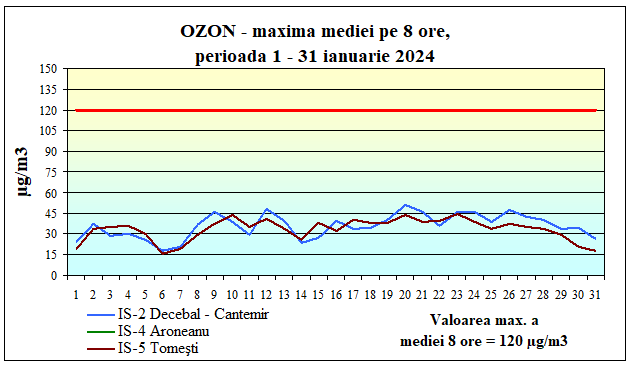 OZON - maxima mediei pe 8 ore,
perioada 1 - 31 ianuarie 2024
µg/m3
150
135
120
105
90
75
60
45
30
15
0
1 2 3 4 5 6 7 8 9 10 11 12 13 14 15 16 17 18 19 20 21 22 23 24 25 26 27 28 29 30 31
IS-2 Decebal - Cantemir
IS-4 Aroneanu
IS-5 Tomești
Valoarea max. a
mediei 8 ore = 120 µg/m3